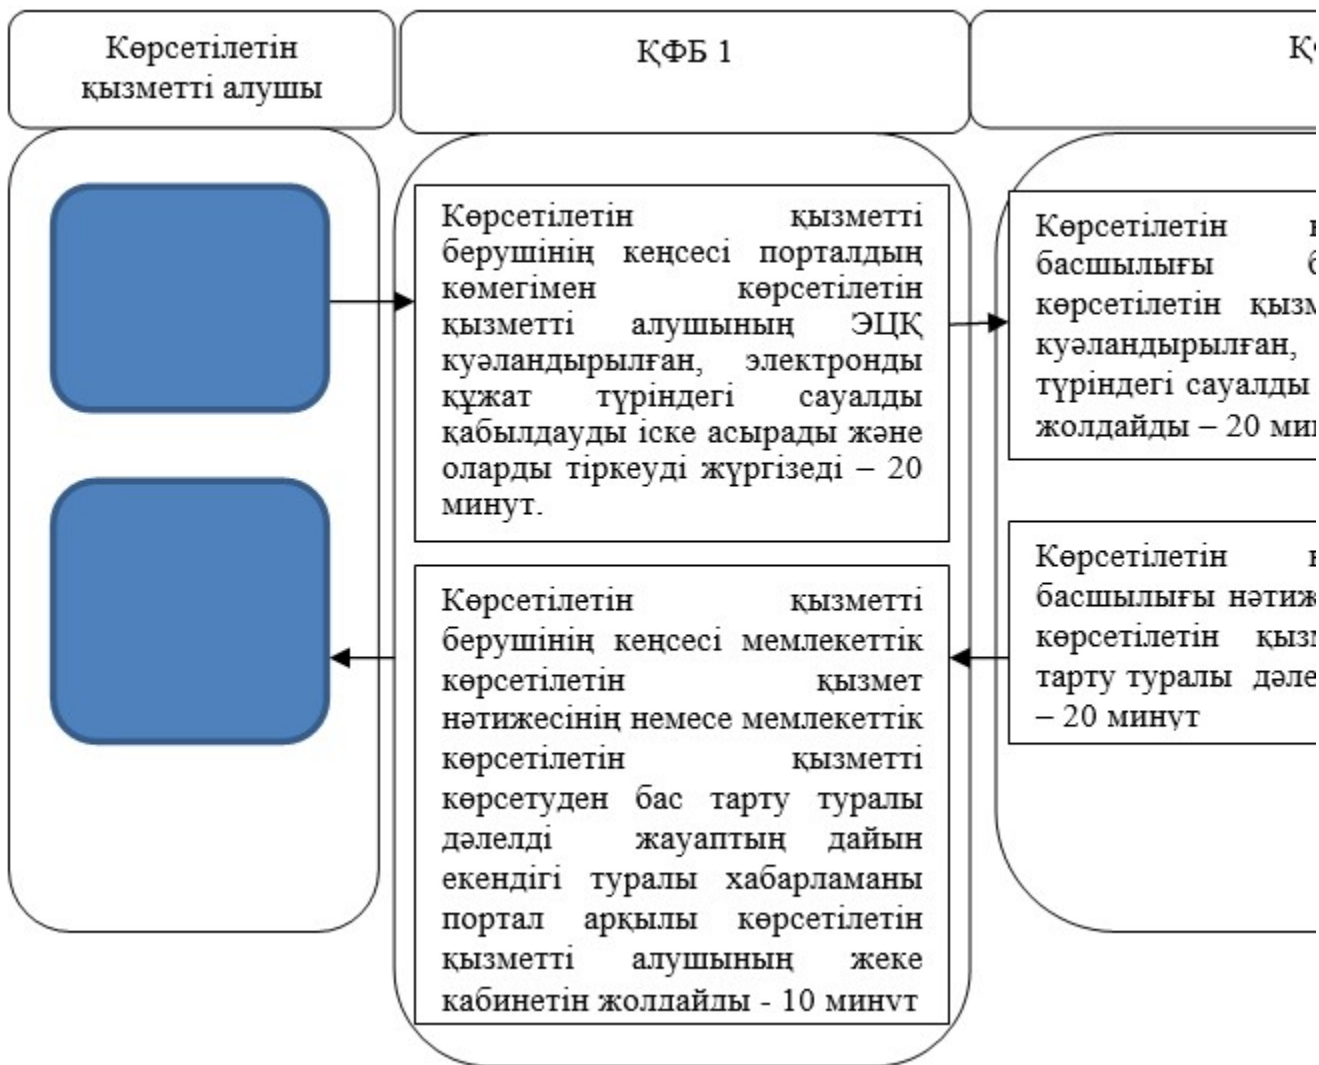 Көрсетілетін
қызметті алушы
ҚФБ 1
Көрсетілетін қызметті
берушінің кеңсесі порталдың
көмегімен көрсетілетін
қызметті алушының ЭЦҚ
куәландырылған, электронды
құжат түріндегі сауалды
қабылдауды іске асырады және
оларды тіркеуді жүргізеді – 20
минут.
Көрсетілетін қызметті
берушінің кеңсесі мемлекеттік
көрсетілетін қызмет
нәтижесінің немесе мемлекеттік
көрсетілетін қызметті
көрсетуден бас тарту туралы
дәлелді жауаптың дайын
екендігі туралы хабарламаны
портал арқылы көрсетілетін
қызметті алушының жеке
кабинетін жолдайды - 10 минут
Көрсетілетін
басшылығы
көрсетілетін
куәландырылған,
түріндегі сауалды
жолдайды – 20
Көрсетілетін
басшылығы
көрсетілетін
тарту туралы
– 20 минут